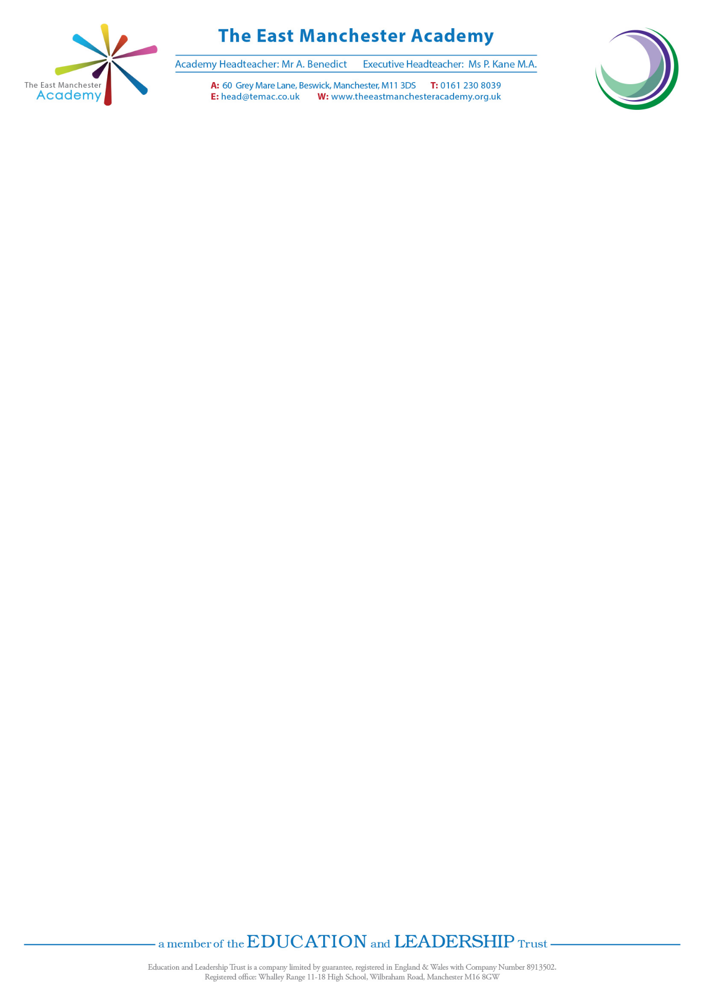 The East Manchester Academy
Academy Headteacher: Mr A. Benedict Executive Headteacher: Ms P. Kane M.A.
A: 60 Grey Mare Lane, Beswick, Manchester, M11 3DS T: 0161 230 8039
E: head@temac.co.uk W: www.theeastmanchesteracademy.org.uk
The East Manchester
Academy
a member of the EDUCATION and LEADERSHIP Trust
Education and Leadership Trust is a company limited by guarantee, registered in England & Wales with Company Number 8913502.
Registered office: Whalley Range 11-18 High School, Wilbraham Road, Manchester M16 8GW